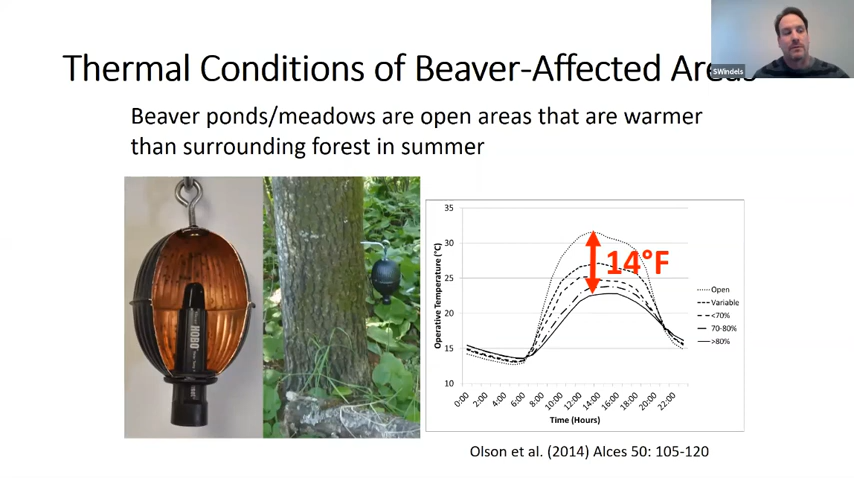 Thermal Conditions of Beaver-Affected Areas
SWindels
Beaver ponds/meadows are open areas that are warmer
than surrounding forest in summer
HOBO
35
30
25
20
15
10
Operative Temperature (°C)
14°F
Open
Variable
<70%
70-80%
>80%
0:00
2:00
4:00
6:00
8:00
10:00
12:00
14:00
16:00
18:00
20:00
22:00
Time (Hours)
Olson et al. (2014) Alces 50: 105-120